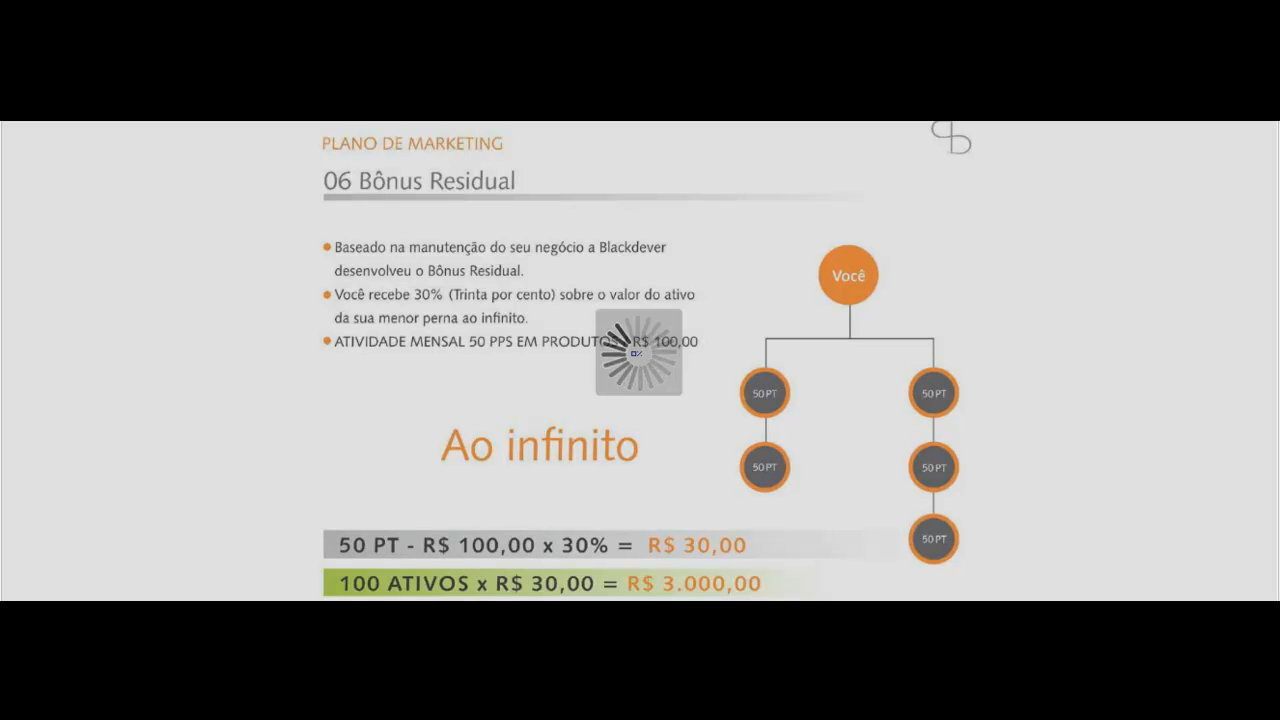 PLANO DE MARKETING
06 Bônus Residual
Baseado na manutenção do seu negócio a Blackdever
desenvolveu o Bônus Residual.
Você recebe 30% (Trinta por cento) sobre o valor do ativo
da sua menor perna ao infinito.
ATIVIDADE MENSAL 50 PPS EM PRODUTOS R$ 100,00
Ao infinito
50 PT - R$ 100,00 x 30% = R$ 30,00
100 ATIVOS x R$ 30,00 = R$ 3.000,00
Você
50 PT
50 PT
50 PT
50 PT
50 PT